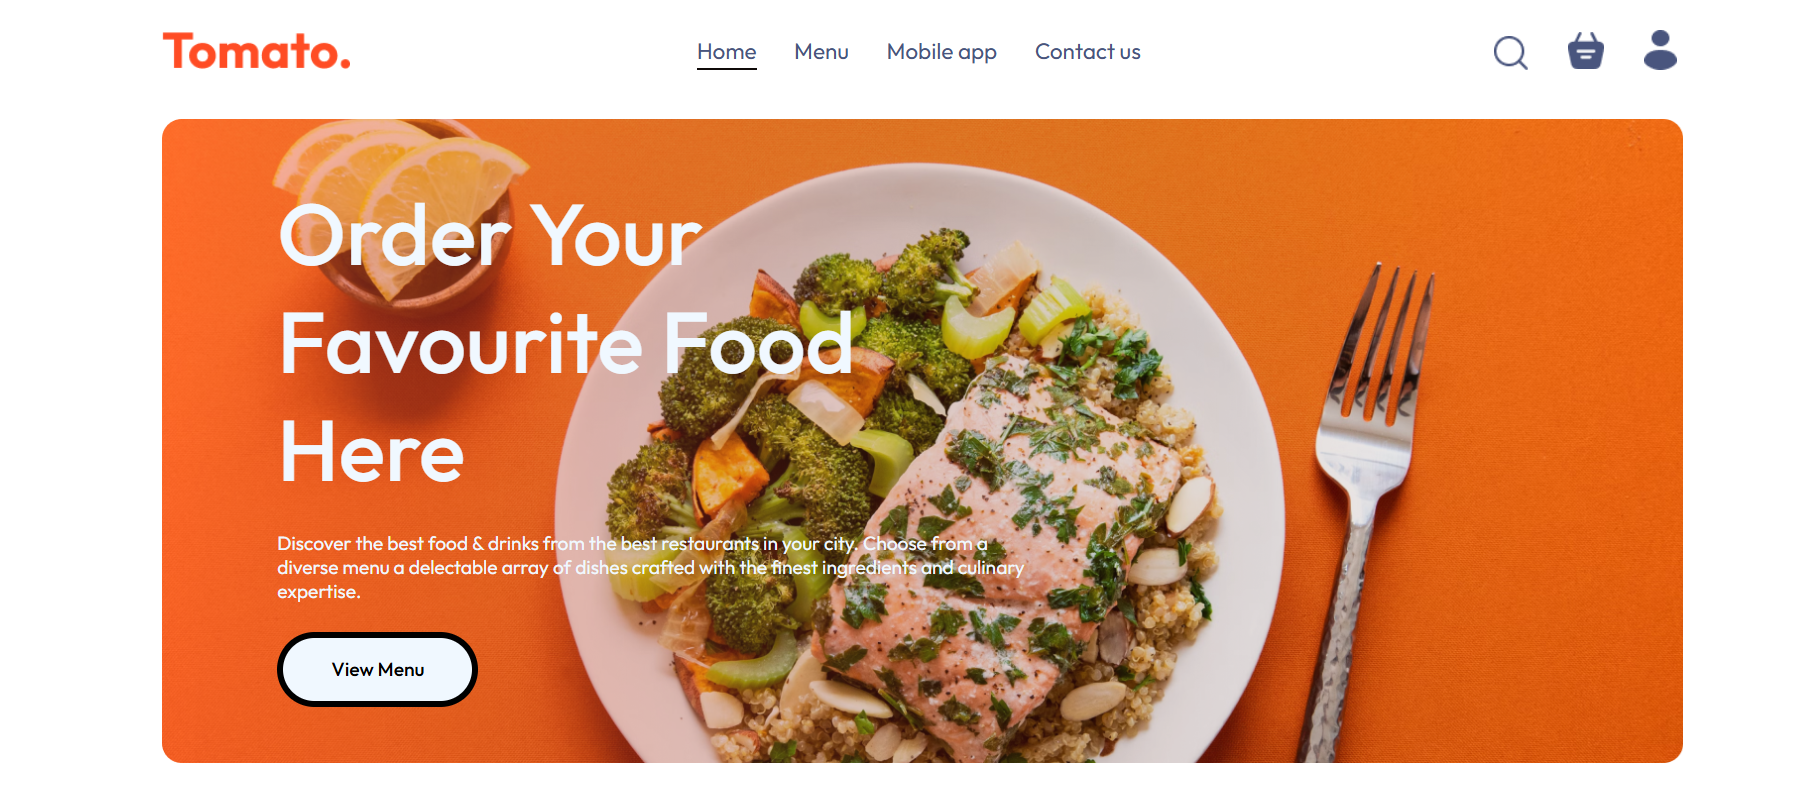 Tomato.
Home Menu Mobile app Contact us
Order Your
Favourite Food
Here
Discover the best food & drinks from the best restaurants in your city. Choose from a
diverse menu a delectable array of dishes crafted with the finest ingredients and culinary
expertise.
View Menu